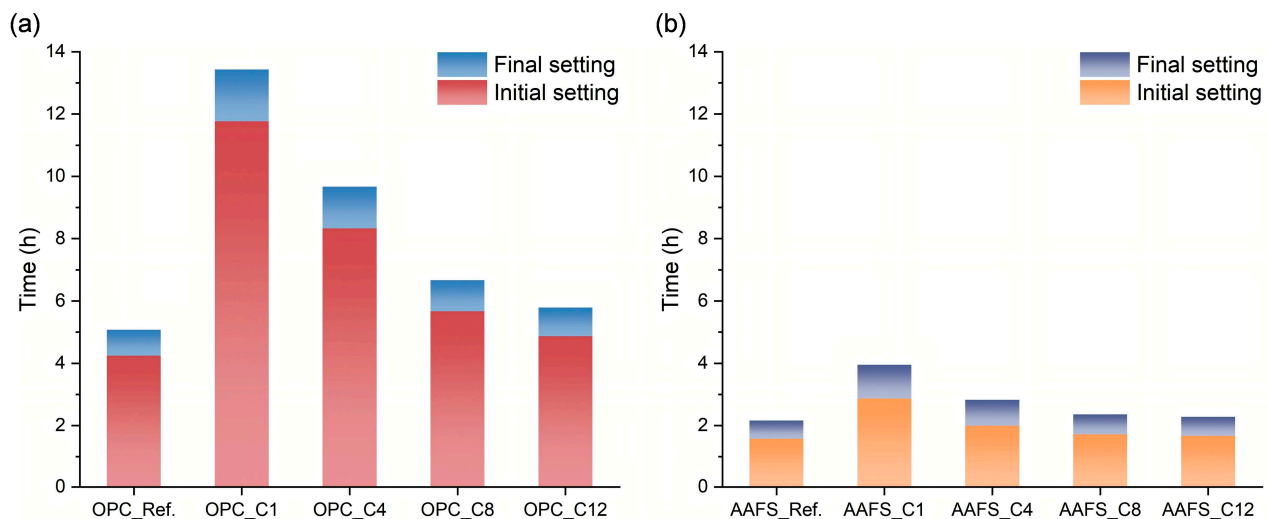 (a)
Final setting
Initial setting
Time (h)
14
12
10
8
6
4
2
0
OPC_Ref.
OPC_C1
OPC_C4
OPC_C8
OPC_C12
(b)
Final setting
Initial setting
Time (h)
14
12
10
8
6
4
2
0
AAFS_Ref.
AAFS_C1
AAFS_C4
AAFS_C8
AAFS_C12